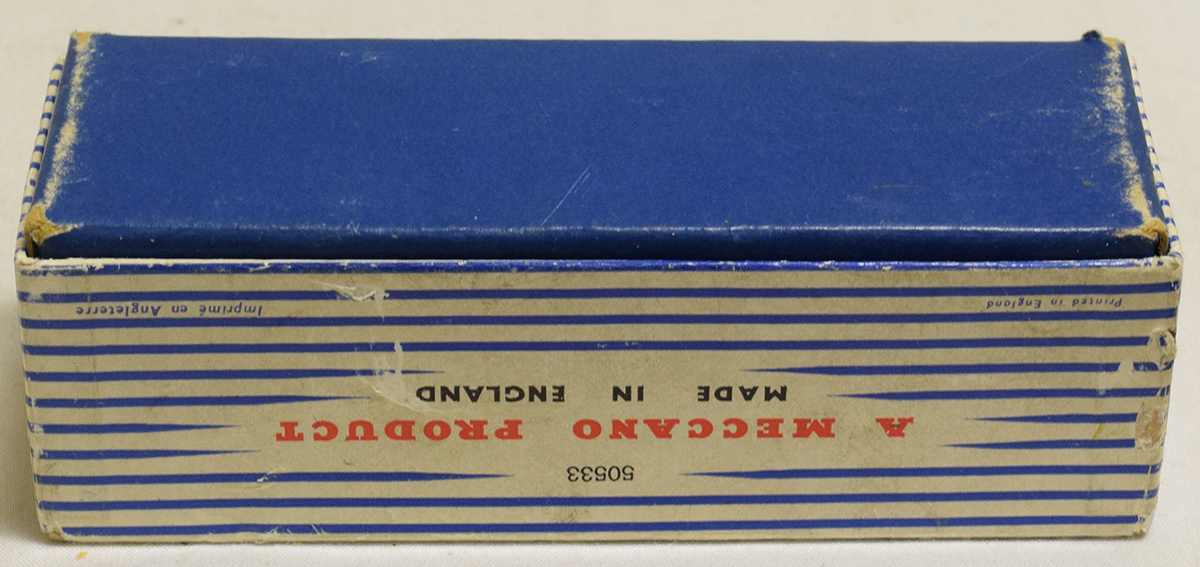 50533
A MECCANO PRODUCT
MADE IN ENGLAND
Printed in England
Imprimé en Angleterre